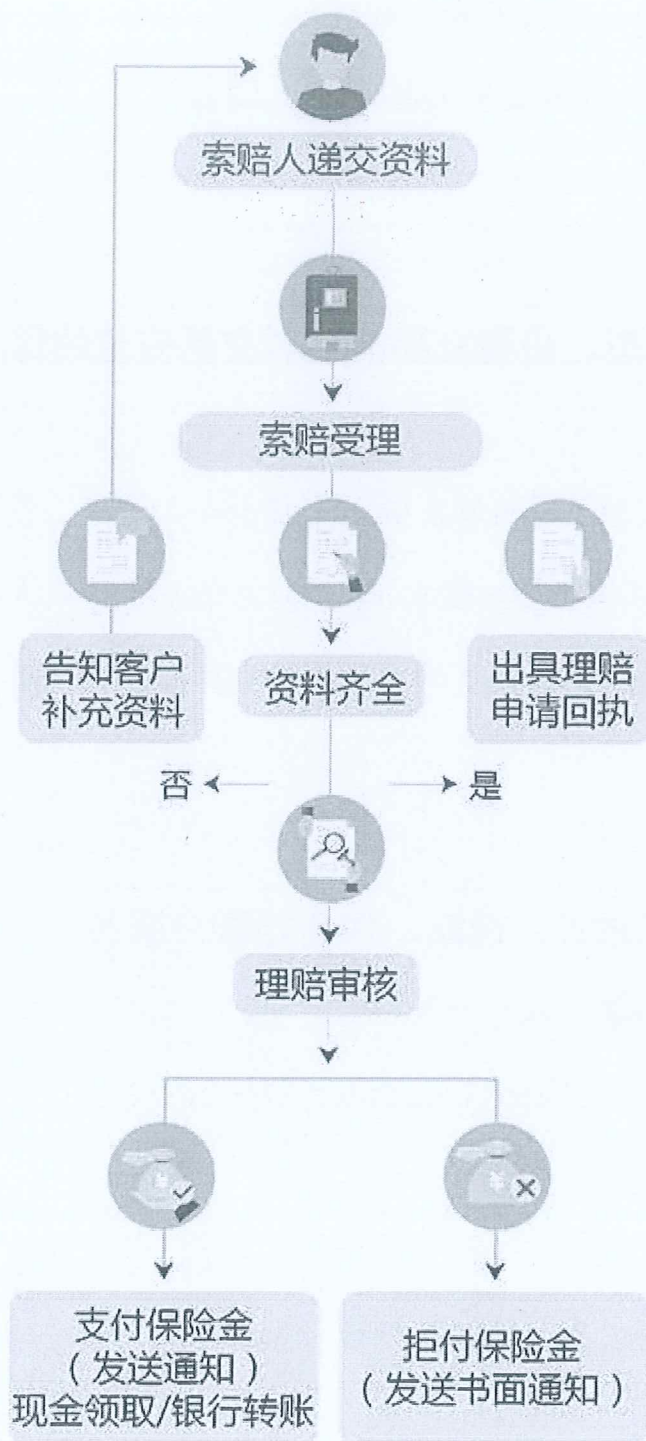 索赔人递交资料
索赔受理
告知客户
补充资料
资料齐全
出具理赔
申请回执
否
是
理赔审核
支付保险金
（发送通知）
现金领取/银行转账
拒付保险金
（发送书面通知）